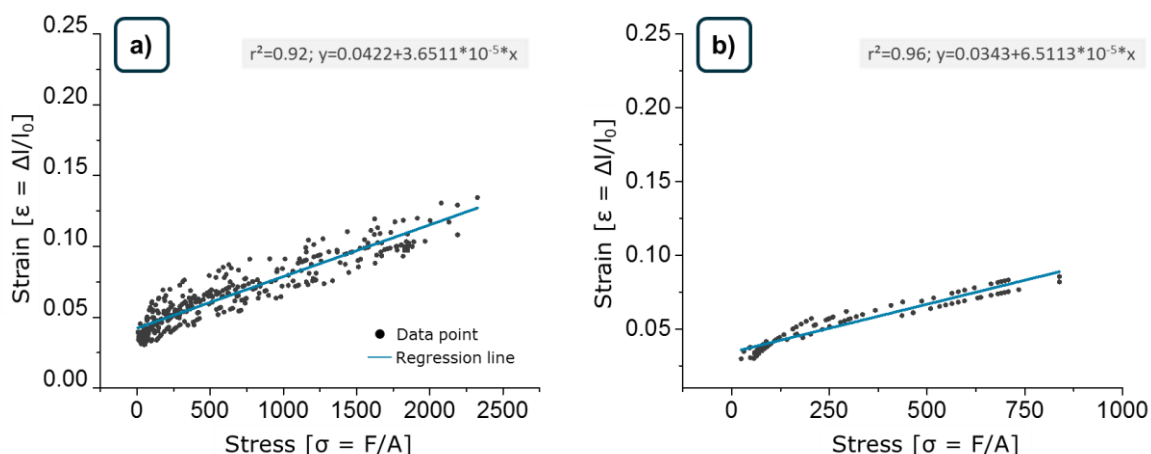 a)
r²=0.92; y=0.0422+3.6511*10⁻⁵*x
0.25
0.20
0.15
0.10
0.05
0.00
Strain [ε = Δl/l₀]
Data point
Regression line
0
500
1000
1500
2000
2500
Stress [σ = F/A]
b)
r²=0.96; y=0.0343+6.5113*10⁻⁵*x
0.25
0.20
0.15
0.10
0.05
Strain [ε = Δl/l₀]
0
250
500
750
1000
Stress [σ = F/A]